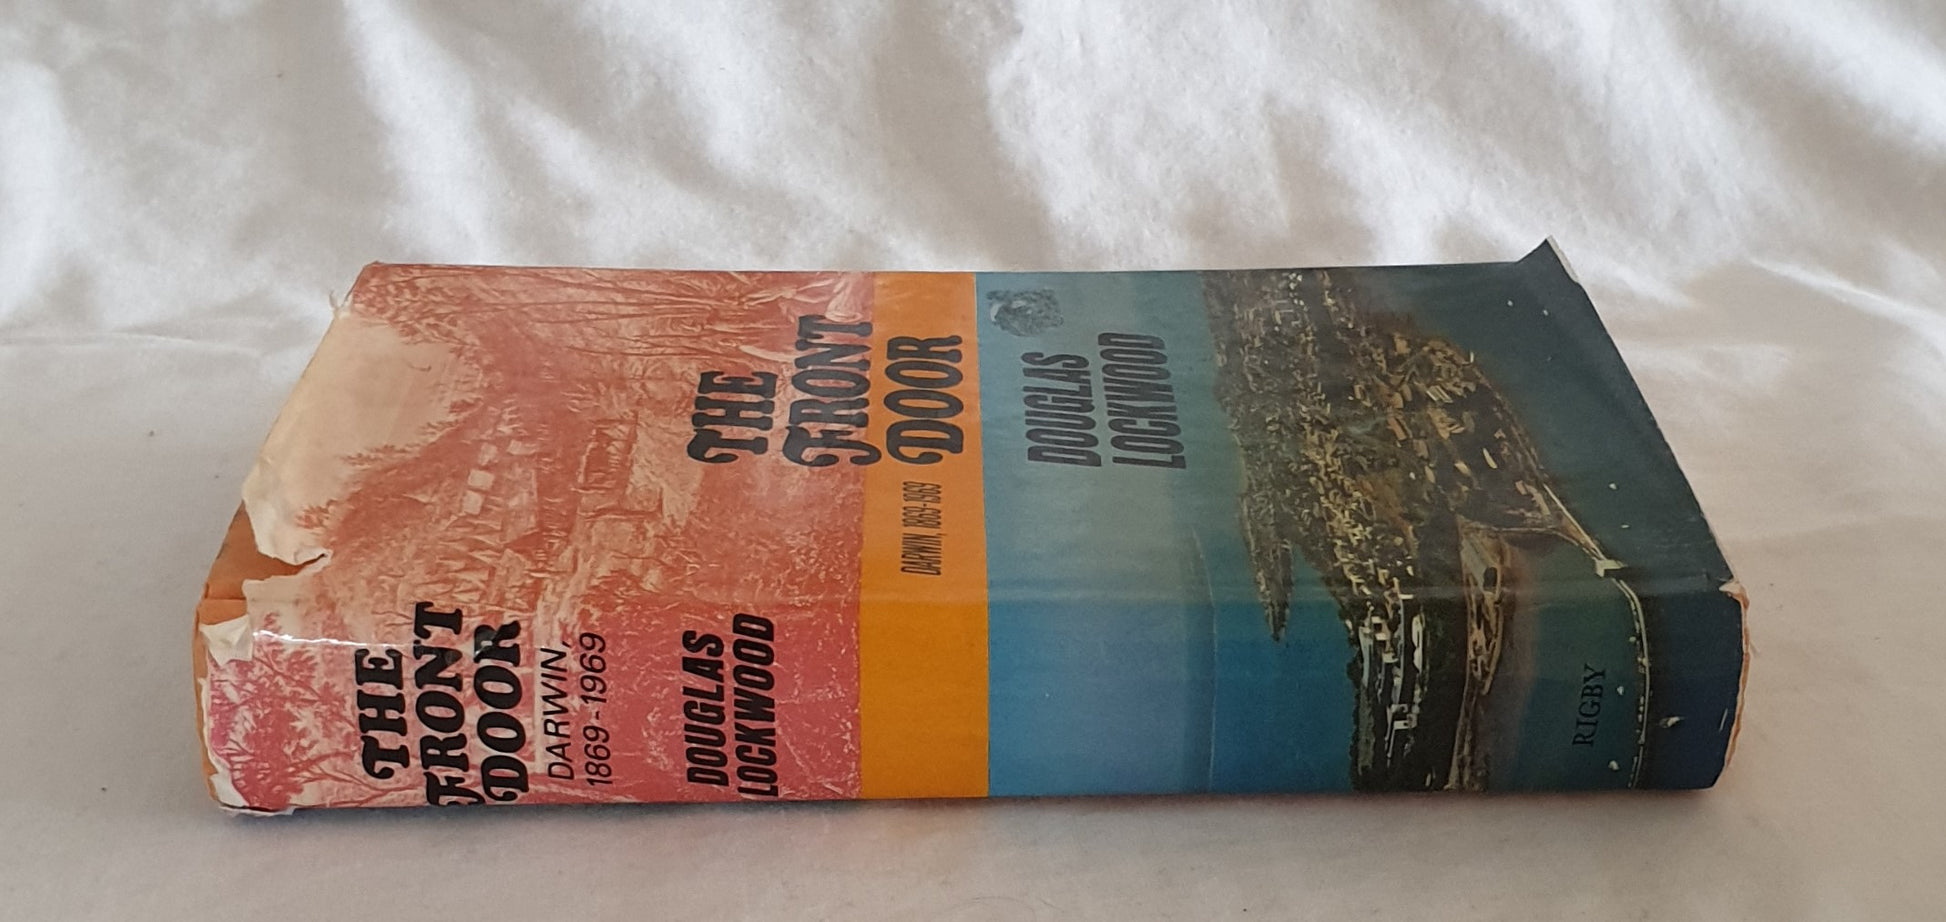 THE
FRONT
DOOR
DARWIN, 1869-1969
DOUGLAS
LOCKWOOD
THE
FRONT
DOOR
DARWIN,
1869-1969
DOUGLAS
LOCKWOOD
RIGBY